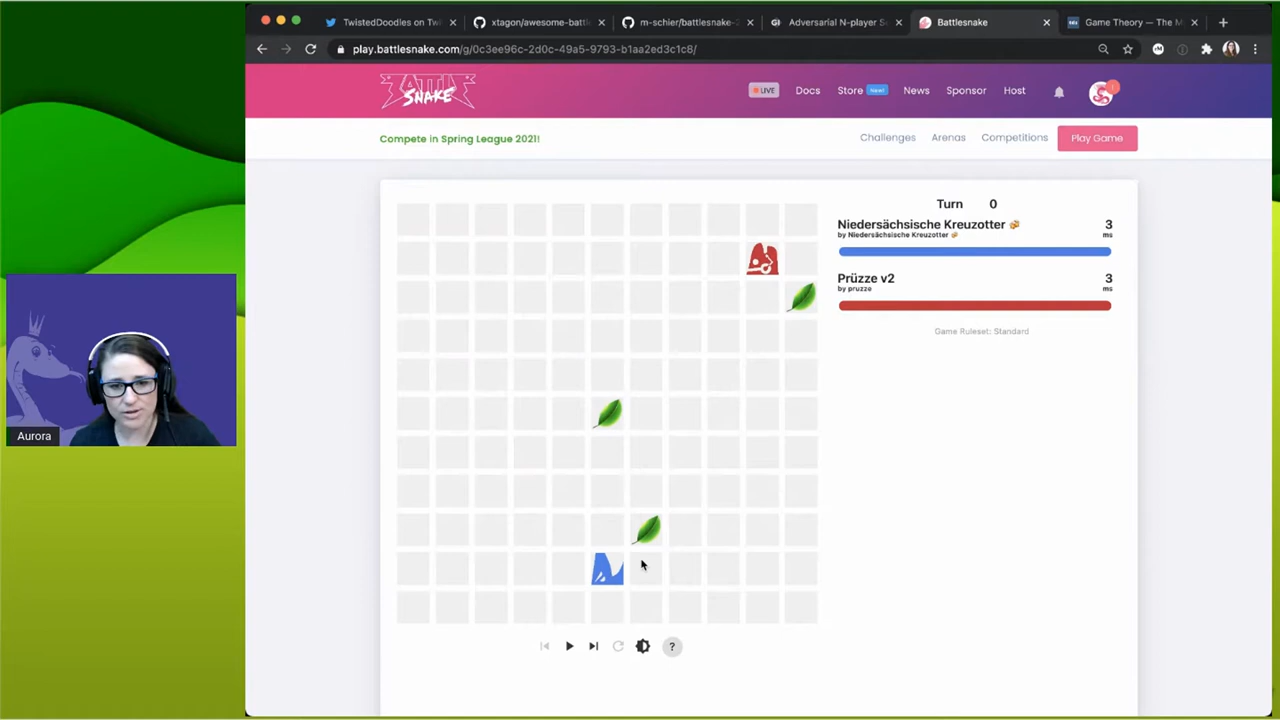 TwistedDoodles on Tw
xtagon/awesome-battl
m-schier/battlesnake-
Adversarial N-player S
Battlesnake
Game Theory — The M
play.battlesnake.com/g/0c3ee96c-2d0c-49a5-9793-b1aa2ed3c1c8/
BATTLE SNAKE
LIVE
Docs
Store New!
News
Sponsor
Host
Compete in Spring League 2021!
Challenges
Arenas
Competitions
Play Game
Turn 0
Niedersächsische Kreuzotter 3
by Niedersächsische Kreuzotter ms
Prüzze v2 3
by pruzze ms
Game Ruleset: Standard
?
Aurora